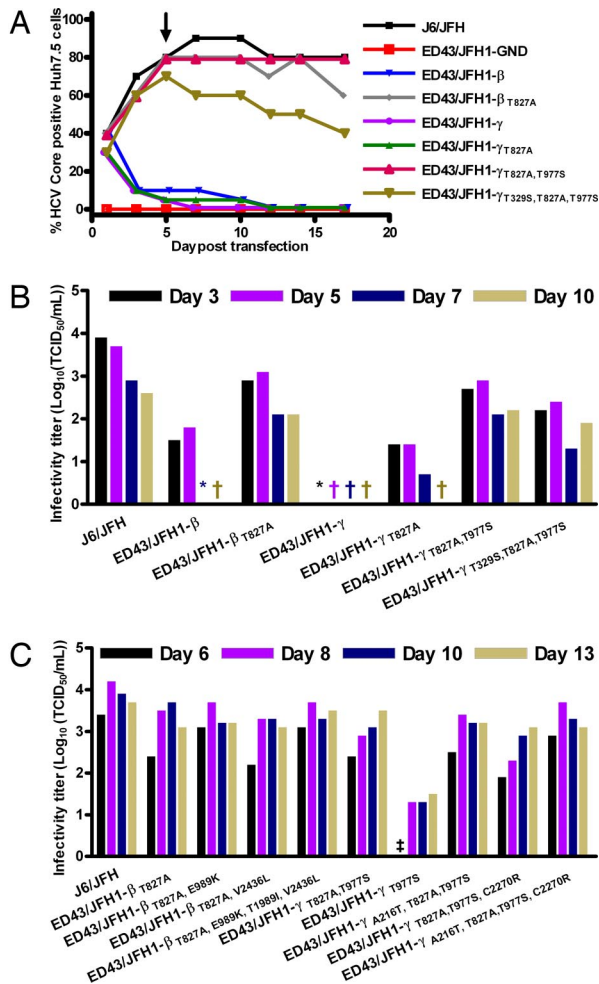 A
% HCV Core positive Huh7.5 cells
100
80
60
40
20
0
0
5
10
15
20
Day post transfection
J6/JFH
ED43/JFH1-GND
ED43/JFH1-β
ED43/JFH1-β T827A
ED43/JFH1-γ
ED43/JFH1-γ T827A
ED43/JFH1-γ T827A, T977S
ED43/JFH1-γ T329S, T827A, T977S
B
Day 3
Day 5
Day 7
Day 10
Infectivity titer (Log10(TCID50/mL))
5
4
3
2
1
0
* †
* † † †
†
J6/JFH
ED43/JFH1-β
ED43/JFH1-β T827A
ED43/JFH1-γ
ED43/JFH1-γ T827A
ED43/JFH1-γ T827A,T977S
ED43/JFH1-γ T329S,T827A,T977S
C
Day 6
Day 8
Day 10
Day 13
Infectivity titer (Log10 (TCID50/mL))
5
4
3
2
1
0
‡
J6/JFH
ED43/JFH1-β T827A
ED43/JFH1-β T827A, E989K
ED43/JFH1-β T827A, V2436L
ED43/JFH1-β T827A, E989K, T1989I, V2436L
ED43/JFH1-γ T827A,T977S
ED43/JFH1-γ T977S
ED43/JFH1-γ A216T, T827A,T977S
ED43/JFH1-γ T827A,T977S, C2270R
ED43/JFH1-γ A216T, T827A,T977S, C2270R